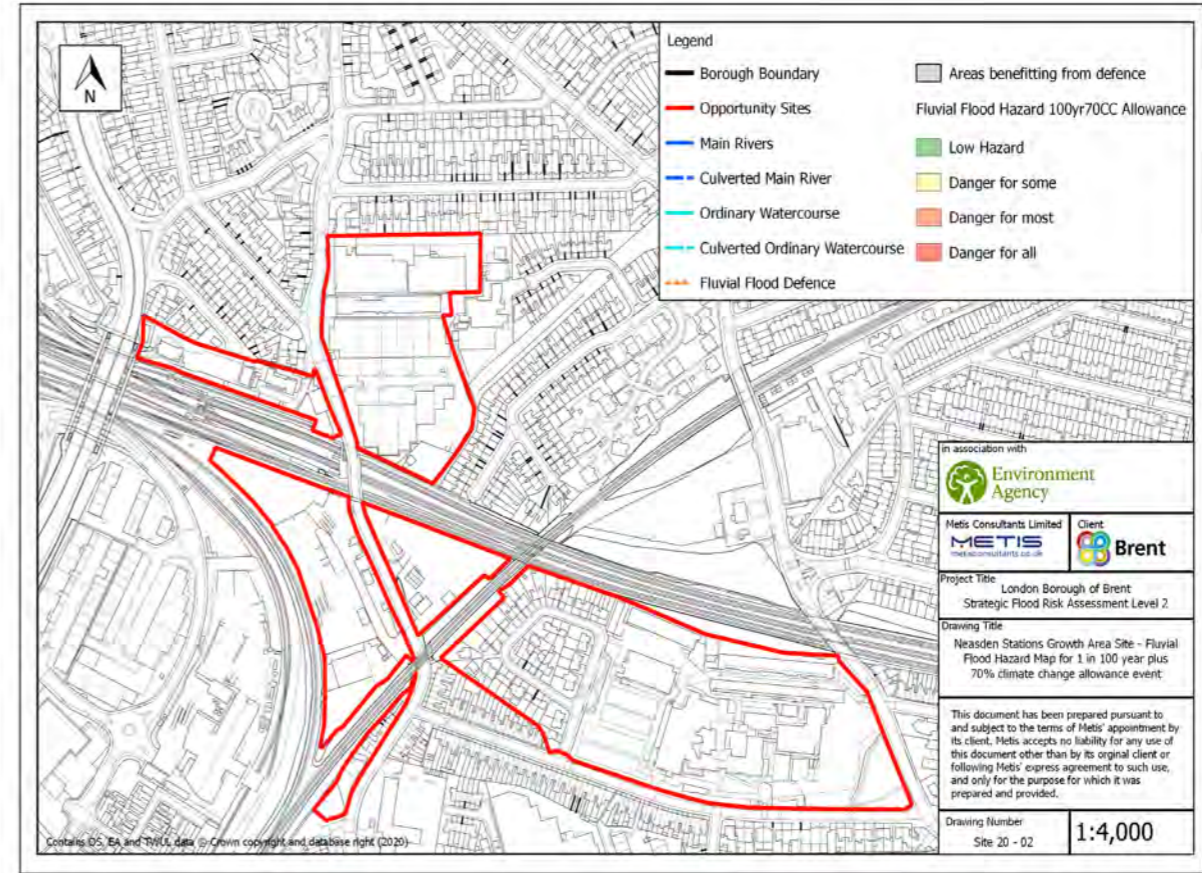 N
Legend
Borough Boundary
Opportunity Sites
Main Rivers
Culverted Main River
Ordinary Watercourse
Culverted Ordinary Watercourse
Fluvial Flood Defence
Areas benefitting from defence
Fluvial Flood Hazard 100yr70CC Allowance
Low Hazard
Danger for some
Danger for most
Danger for all
in association with
Environment
Agency
Metis Consultants Limited
METIS
metisconsultants.co.uk
Client
Brent
Project Title
London Borough of Brent
Strategic Flood Risk Assessment Level 2
Drawing Title
Neasden Stations Growth Area Site - Fluvial
Flood Hazard Map for 1 in 100 year plus
70% climate change allowance event
This document has been prepared pursuant to
and subject to the terms of Metis' appointment by
its client. Metis accepts no liability for any use of
this document other than by its orginal client or
following Metis' express agreement to such use,
and only for the purpose for which it was
prepared and provided.
Drawing Number
Site 20 - 02
1:4,000
Contains OS, EA and TWUL data © Crown copyright and database right (2020)